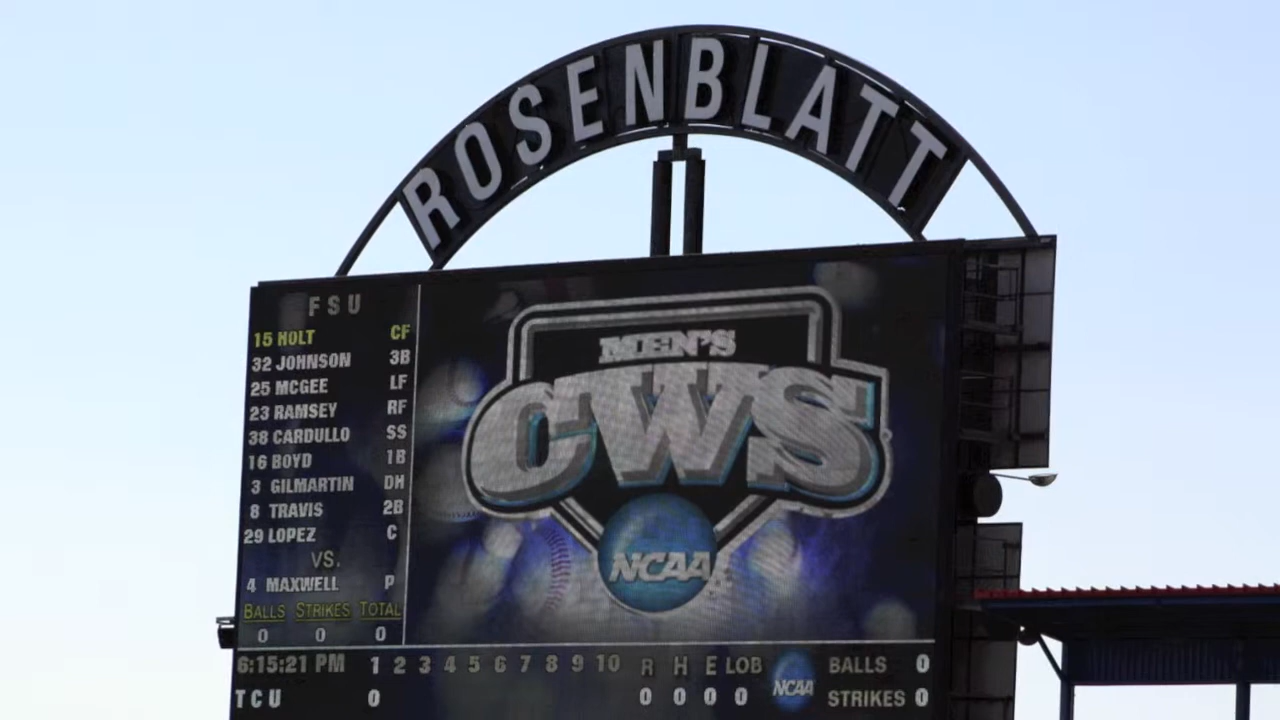 ROSENBLATT
FSU
15 HOLT CF
32 JOHNSON 3B
25 MCGEE LF
23 RAMSEY RF
38 CARDULLO SS
16 BOYD 1B
3 GILMARTIN DH
8 TRAVIS 2B
29 LOPEZ C
VS.
4 MAXWELL P
BALLS STRIKES TOTAL
0 0 0
MEN'S
CWS
NCAA
6:15:21 PM 1 2 3 4 5 6 7 8 9 10 R H E LOB NCAA BALLS 0
TCU 0 0 0 0 0 STRIKES 0